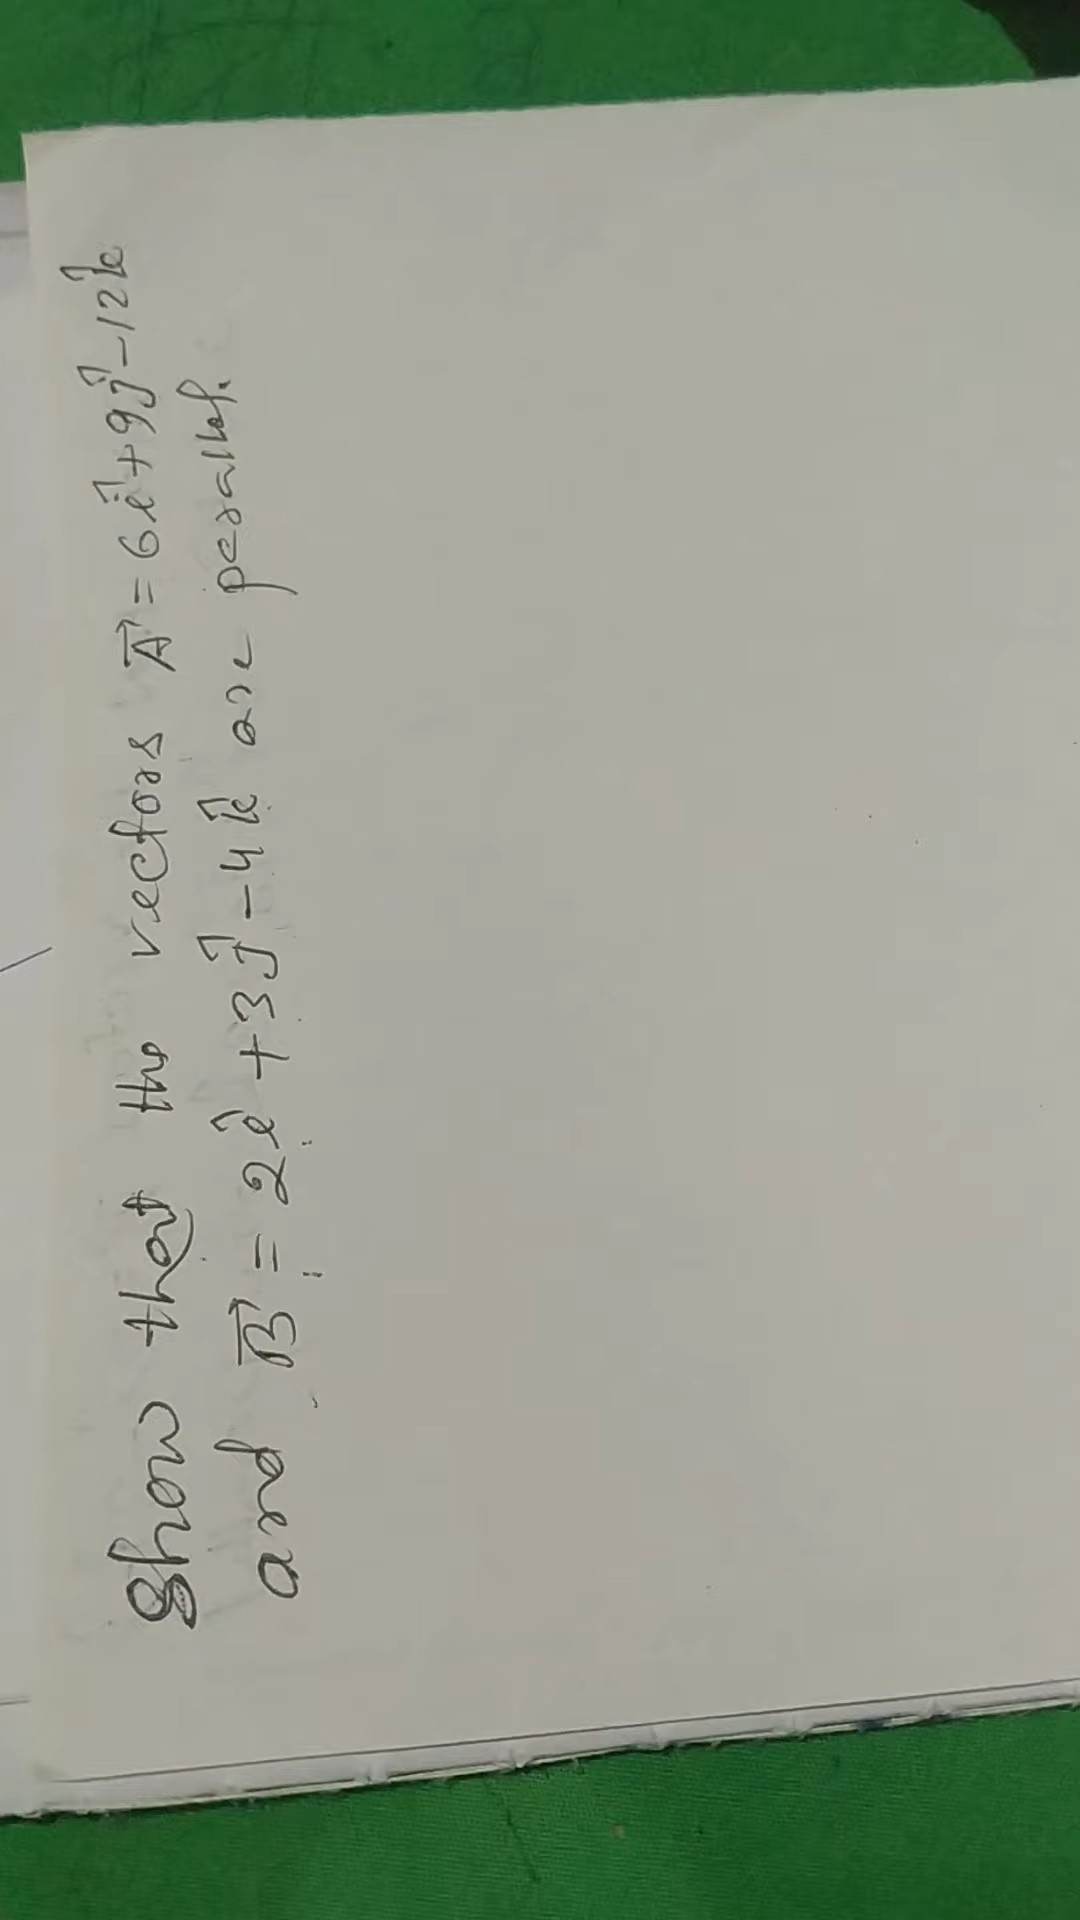 Show that the vectors A⃗ = 6î + 9ĵ - 12k̂
and B⃗ = 2î + 3ĵ - 4k̂ are parallel.